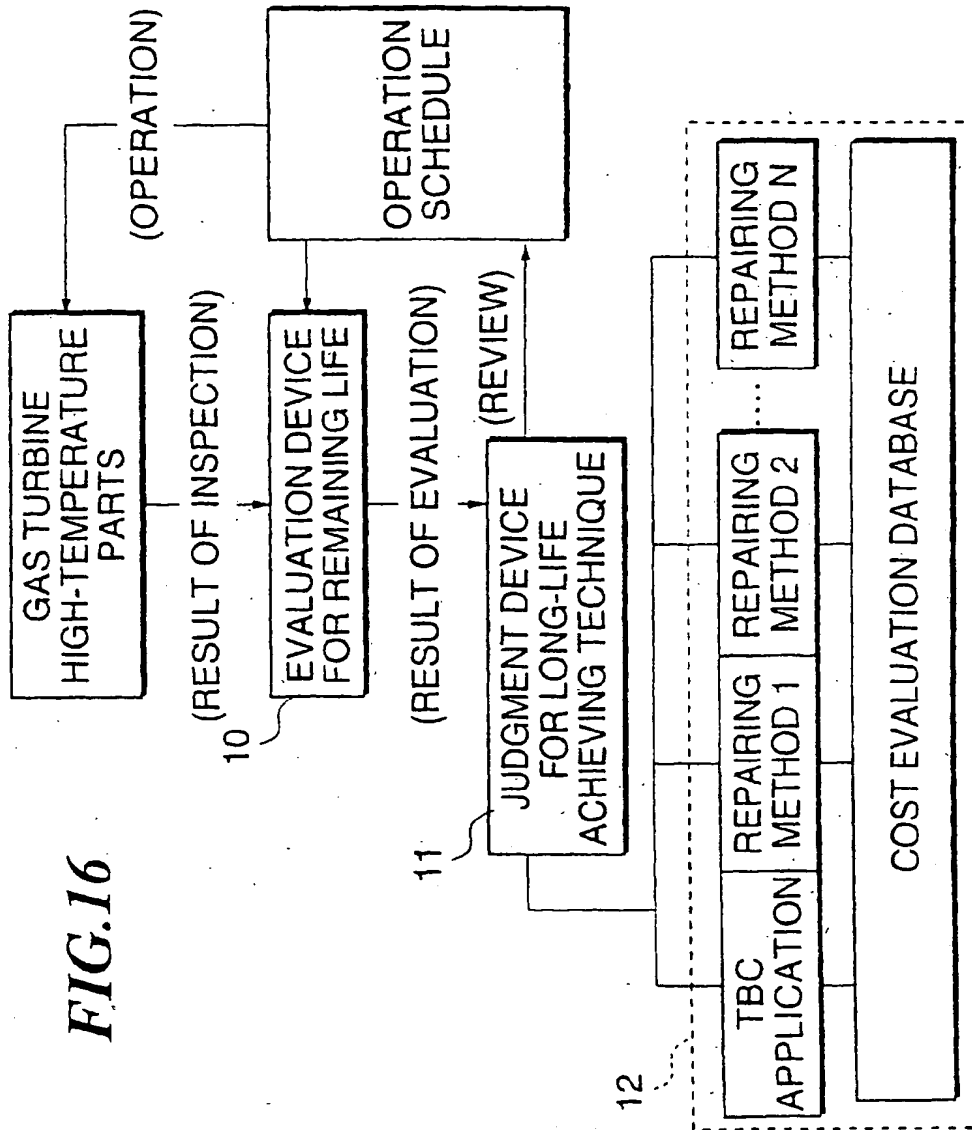 FIG.16
GAS TURBINE
HIGH-TEMPERATURE
PARTS
(OPERATION)
(RESULT OF INSPECTION)
10
EVALUATION DEVICE
FOR REMAINING LIFE
OPERATION
SCHEDULE
(RESULT OF EVALUATION)
(REVIEW)
11
JUDGMENT DEVICE
FOR LONG-LIFE
ACHIEVING TECHNIQUE
12
TBC
APPLICATION
REPAIRING
METHOD 1
REPAIRING
METHOD 2
.....
REPAIRING
METHOD N
COST EVALUATION DATABASE